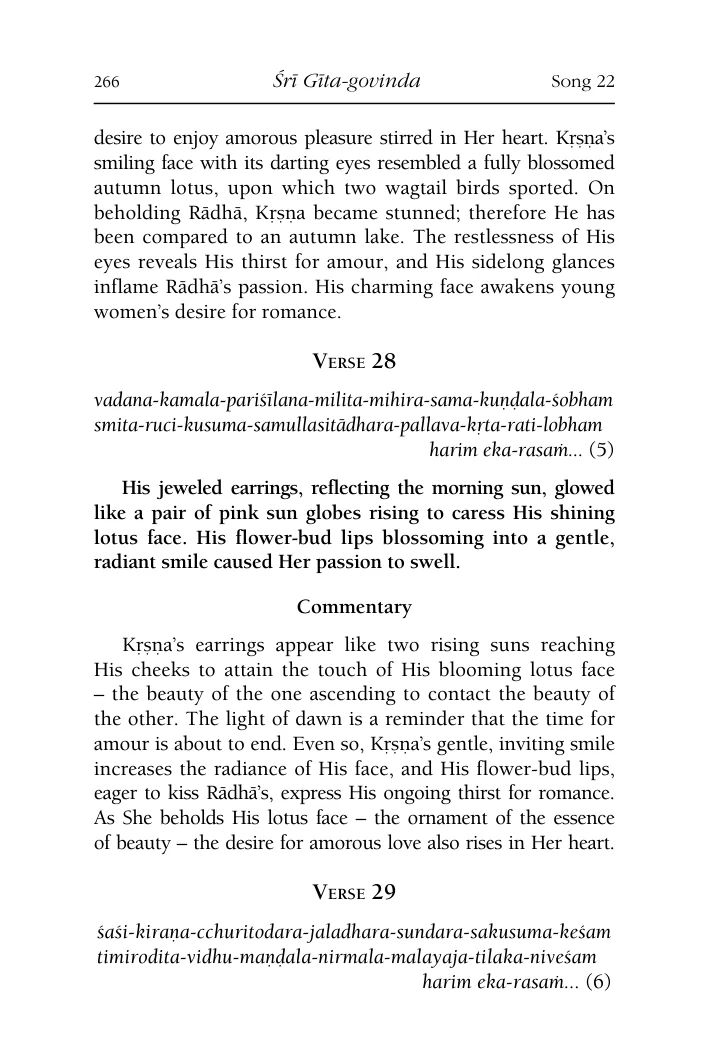 266 Śrī Gīta-govinda Song 22
desire to enjoy amorous pleasure stirred in Her heart. Kṛṣṇa’s
smiling face with its darting eyes resembled a fully blossomed
autumn lotus, upon which two wagtail birds sported. On
beholding Rādhā, Kṛṣṇa became stunned; therefore He has
been compared to an autumn lake. The restlessness of His
eyes reveals His thirst for amour, and His sidelong glances
inflame Rādhā’s passion. His charming face awakens young
women’s desire for romance.
Verse 28
vadana-kamala-pariśīlana-milita-mihira-sama-kuṇḍala-śobham
smita-ruci-kusuma-samullasitādhara-pallava-kṛta-rati-lobham
harim eka-rasaṁ... (5)
His jeweled earrings, reflecting the morning sun, glowed
like a pair of pink sun globes rising to caress His shining
lotus face. His flower-bud lips blossoming into a gentle,
radiant smile caused Her passion to swell.
Commentary
Kṛṣṇa’s earrings appear like two rising suns reaching
His cheeks to attain the touch of His blooming lotus face
– the beauty of the one ascending to contact the beauty of
the other. The light of dawn is a reminder that the time for
amour is about to end. Even so, Kṛṣṇa’s gentle, inviting smile
increases the radiance of His face, and His flower-bud lips,
eager to kiss Rādhā’s, express His ongoing thirst for romance.
As She beholds His lotus face – the ornament of the essence
of beauty – the desire for amorous love also rises in Her heart.
Verse 29
śaśi-kiraṇa-cchuritodara-jaladhara-sundara-sakusuma-keśam
timirodita-vidhu-maṇḍala-nirmala-malayaja-tilaka-niveśam
harim eka-rasaṁ... (6)